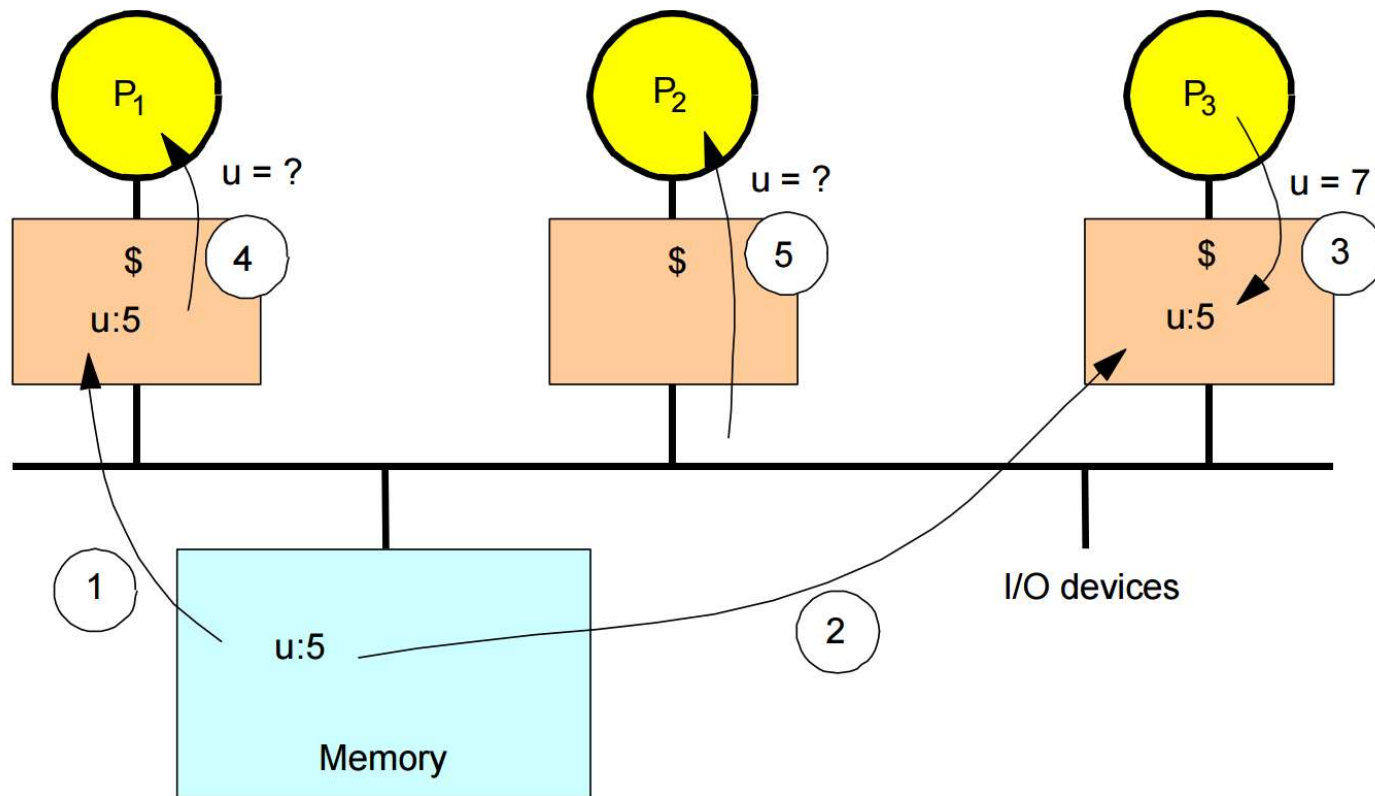 P1
P2
P3
u = ?
u = ?
u = 7
$
4
$
5
$
3
u:5
u:5
1
I/O devices
2
u:5
Memory